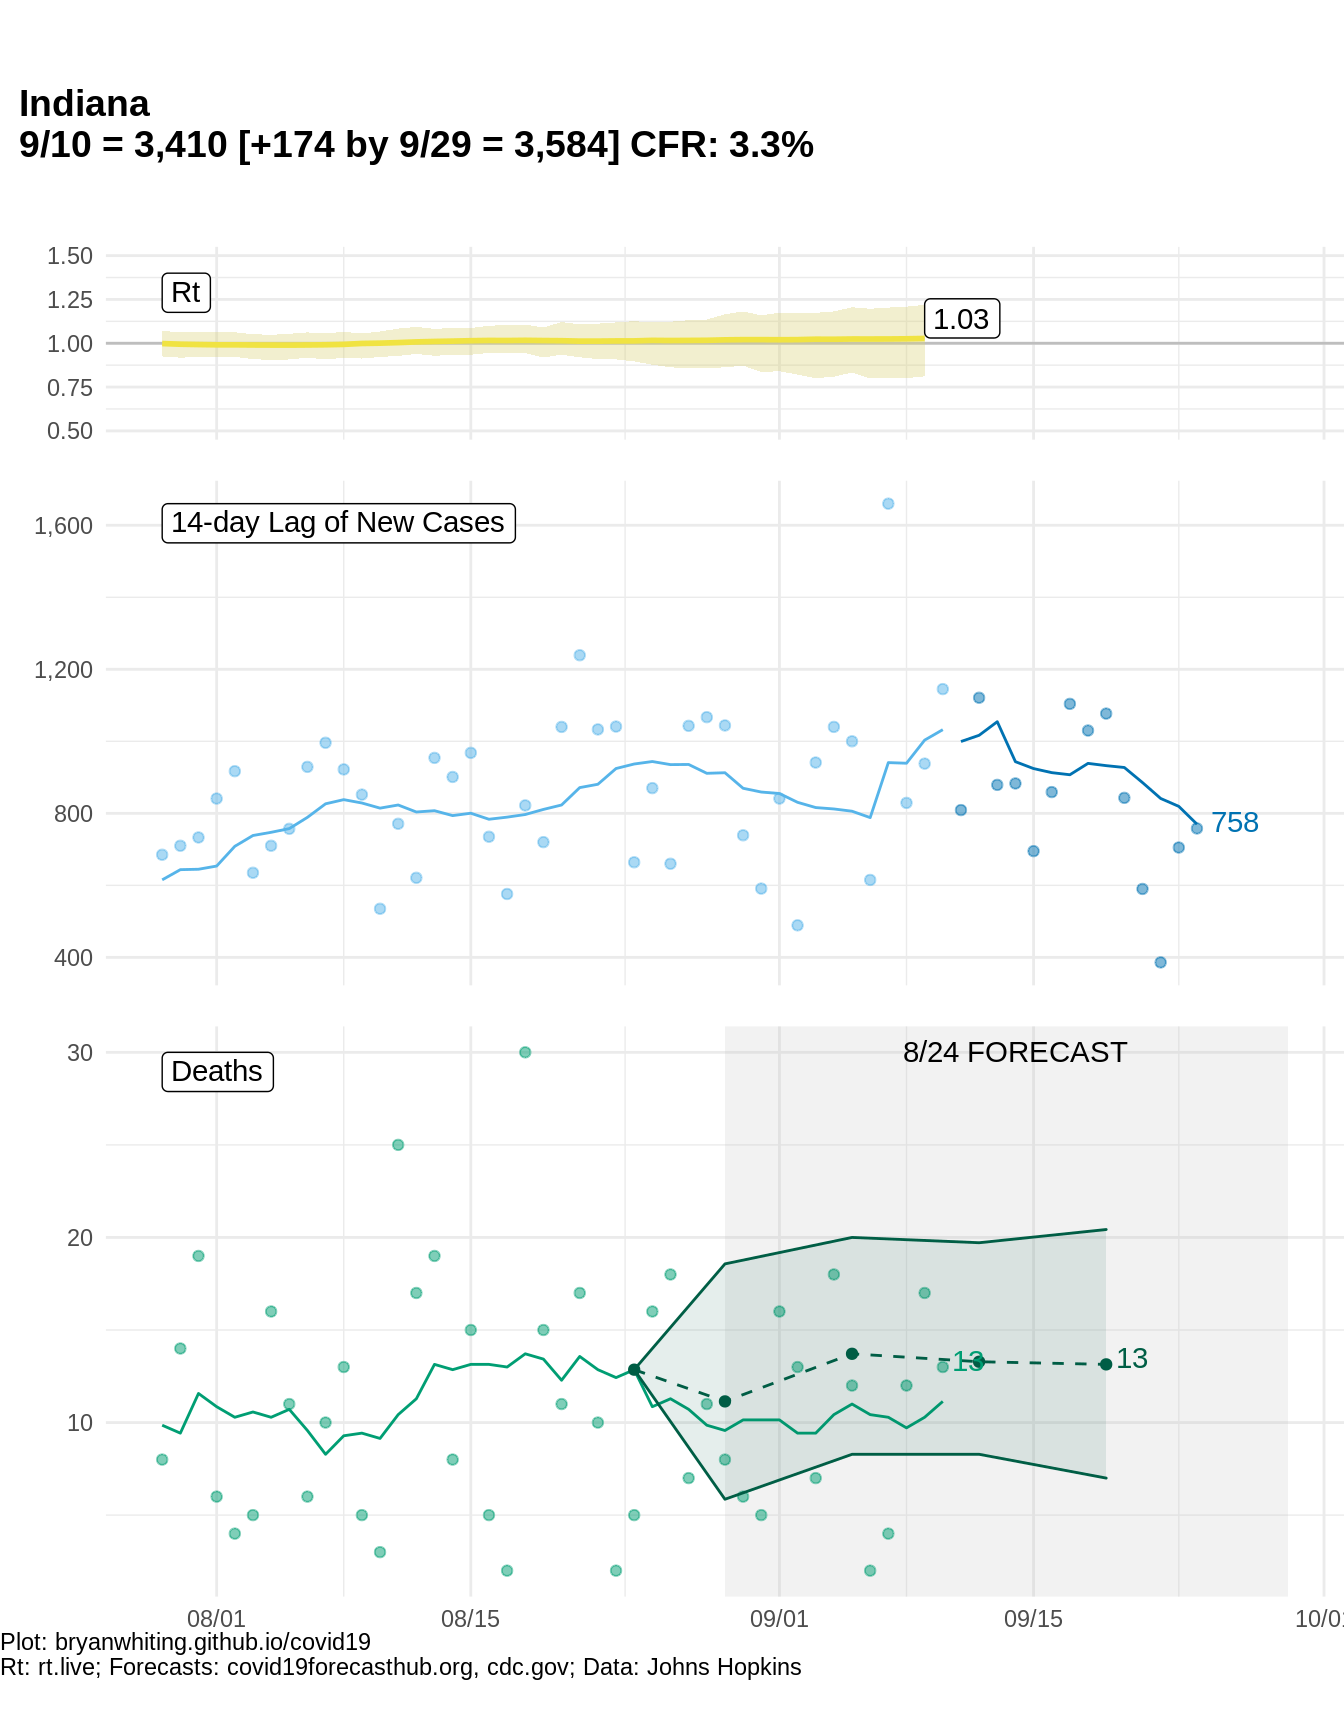 Indiana
9/10 = 3,410 [+174 by 9/29 = 3,584] CFR: 3.3%
1.50
1.25
1.00
0.75
0.50
Rt
1.03
1,600
1,200
800
400
14-day Lag of New Cases
758
30
20
10
Deaths
8/24 FORECAST
13
13
08/01
08/15
09/01
09/15
10/01
Plot: bryanwhiting.github.io/covid19
Rt: rt.live; Forecasts: covid19forecasthub.org, cdc.gov; Data: Johns Hopkins